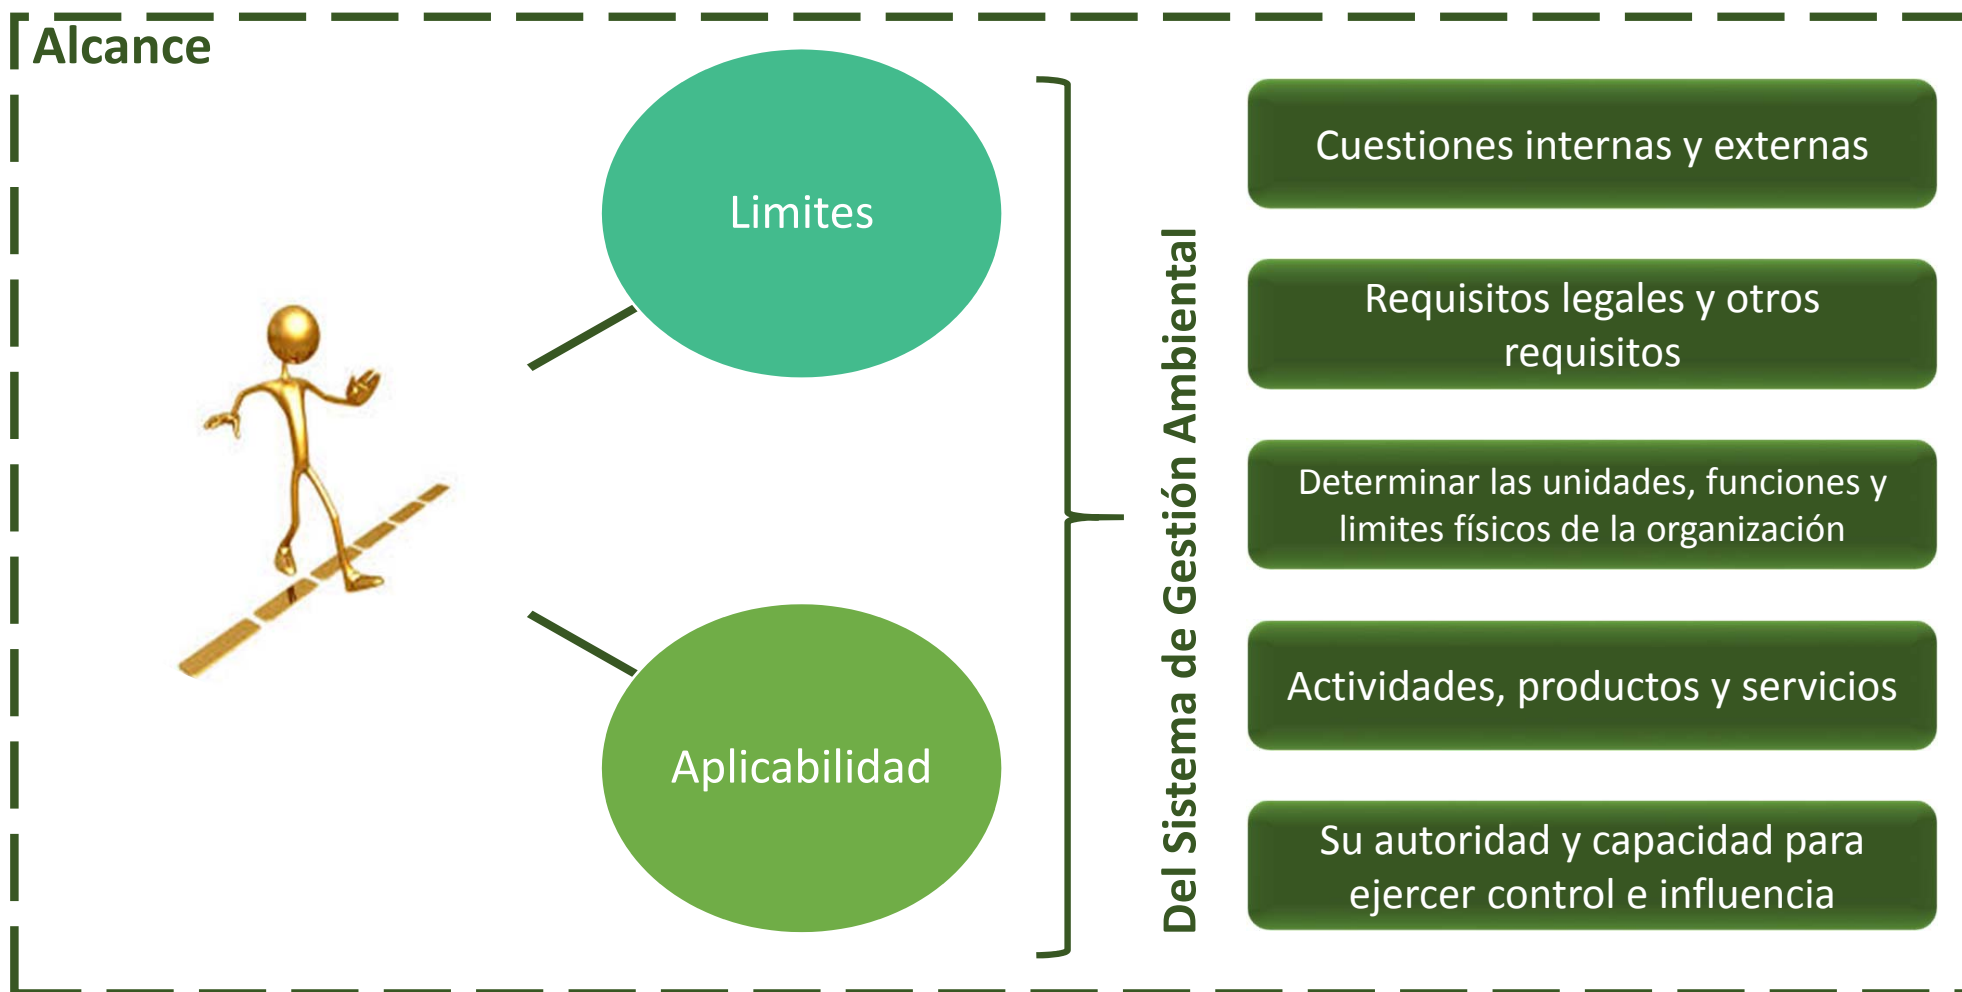 Alcance
Limites
Aplicabilidad
Del Sistema de Gestión Ambiental
Cuestiones internas y externas
Requisitos legales y otros
requisitos
Determinar las unidades, funciones y
limites físicos de la organización
Actividades, productos y servicios
Su autoridad y capacidad para
ejercer control e influencia